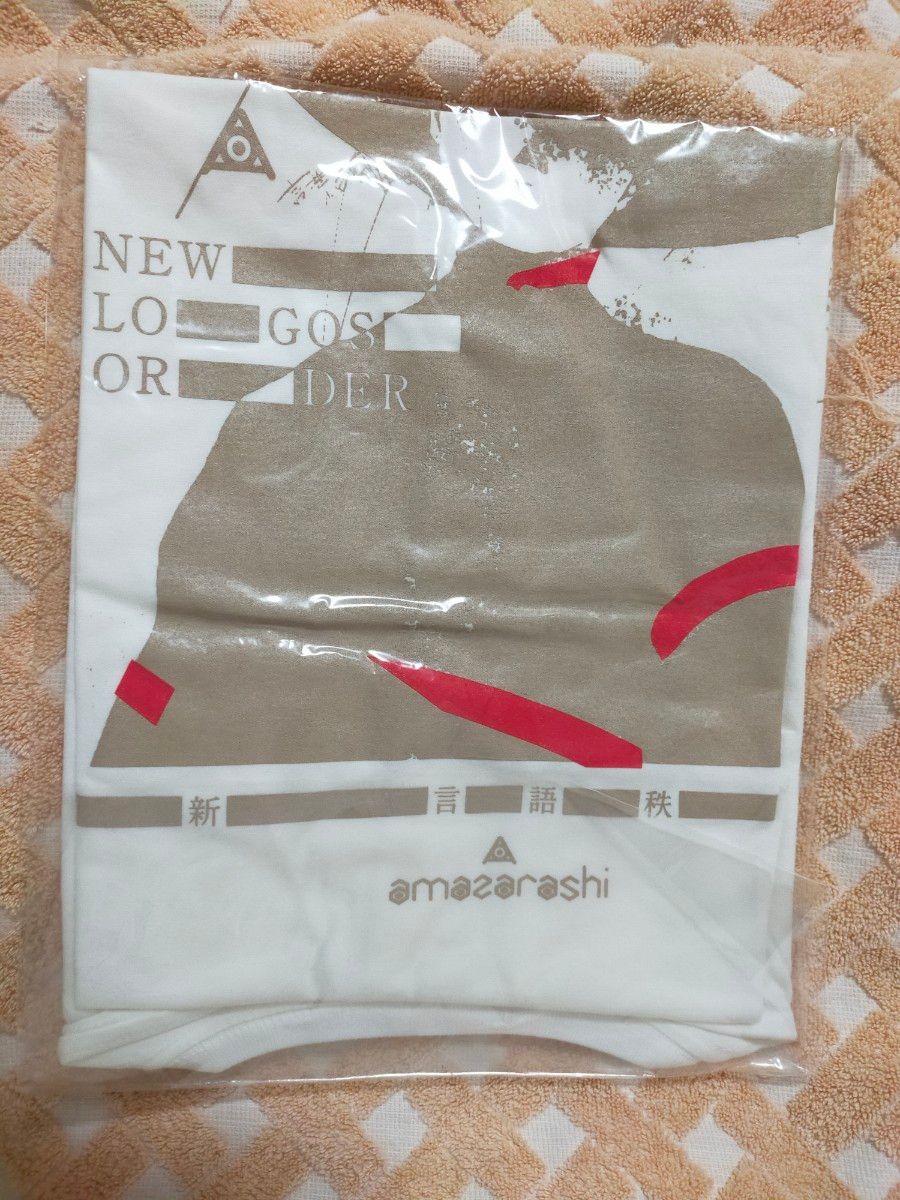 NEW
LO GOS
OR DER
新 言 語 秩
amazarashi